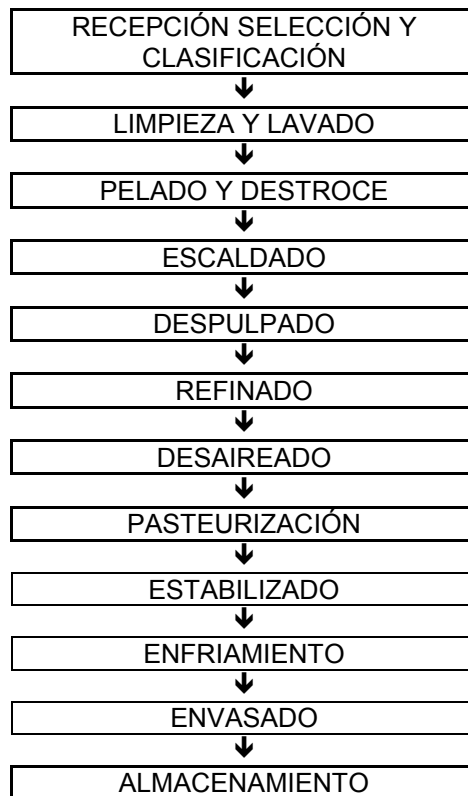 RECEPCIÓN SELECCIÓN Y
CLASIFICACIÓN
LIMPIEZA Y LAVADO
PELADO Y DESTROCE
ESCALDADO
DESPULPADO
REFINADO
DESAIREADO
PASTEURIZACIÓN
ESTABILIZADO
ENFRIAMIENTO
ENVASADO
ALMACENAMIENTO